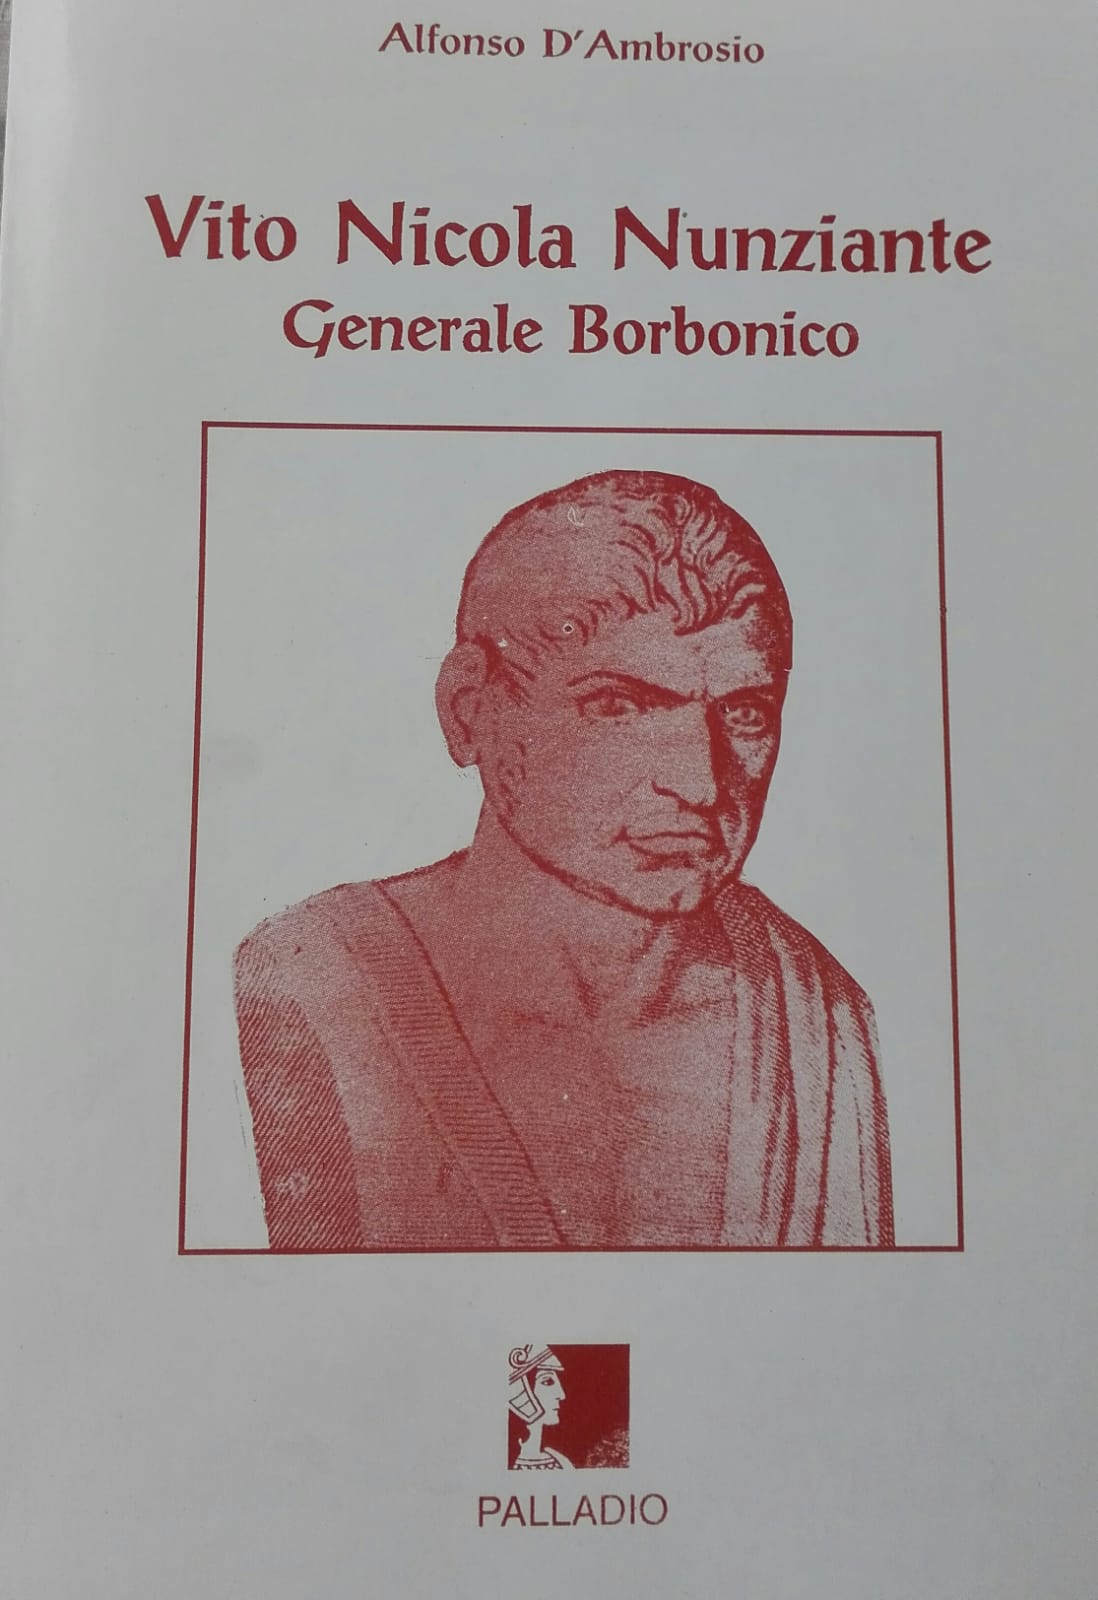 Alfonso D'Ambrosio
Vito Nicola Nunziante
Generale Borbonico
PALLADIO